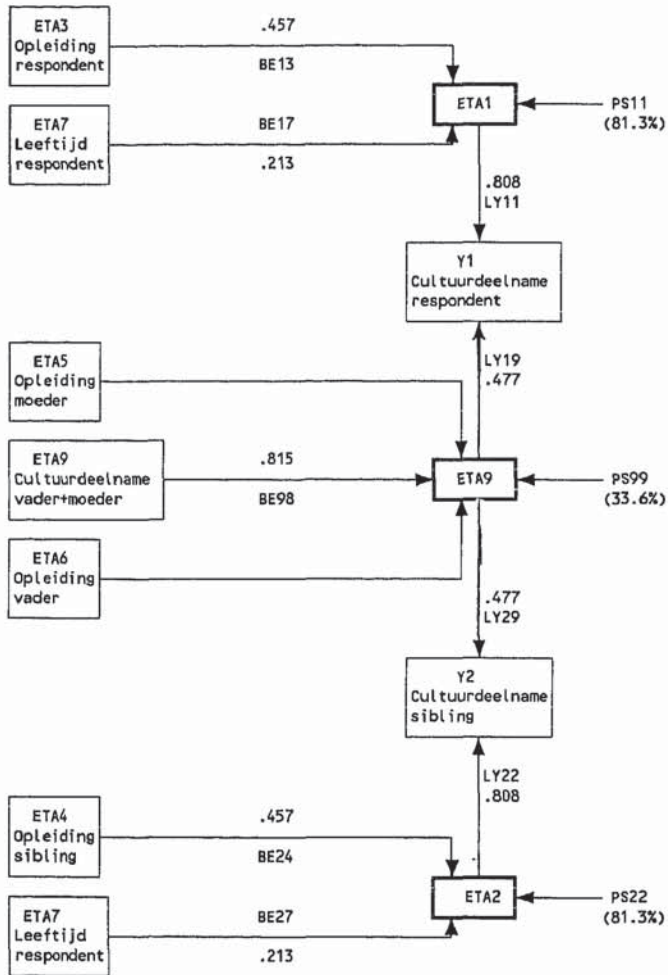 ETA3
Opleiding
respondent
.457
BE13
ETA1
PS11
(81.3%)
ETA7
Leeftijd
respondent
BE17
.213
.808
LY11
Y1
Cultuurdeelname
respondent
LY19
.477
ETA5
Opleiding
moeder
ETA9
Cultuurdeelname
vader+moeder
.815
BE98
ETA9
PS99
(33.6%)
ETA6
Opleiding
vader
.477
LY29
Y2
Cultuurdeelname
sibling
LY22
.808
ETA4
Opleiding
sibling
.457
BE24
ETA2
PS22
(81.3%)
ETA7
Leeftijd
respondent
BE27
.213